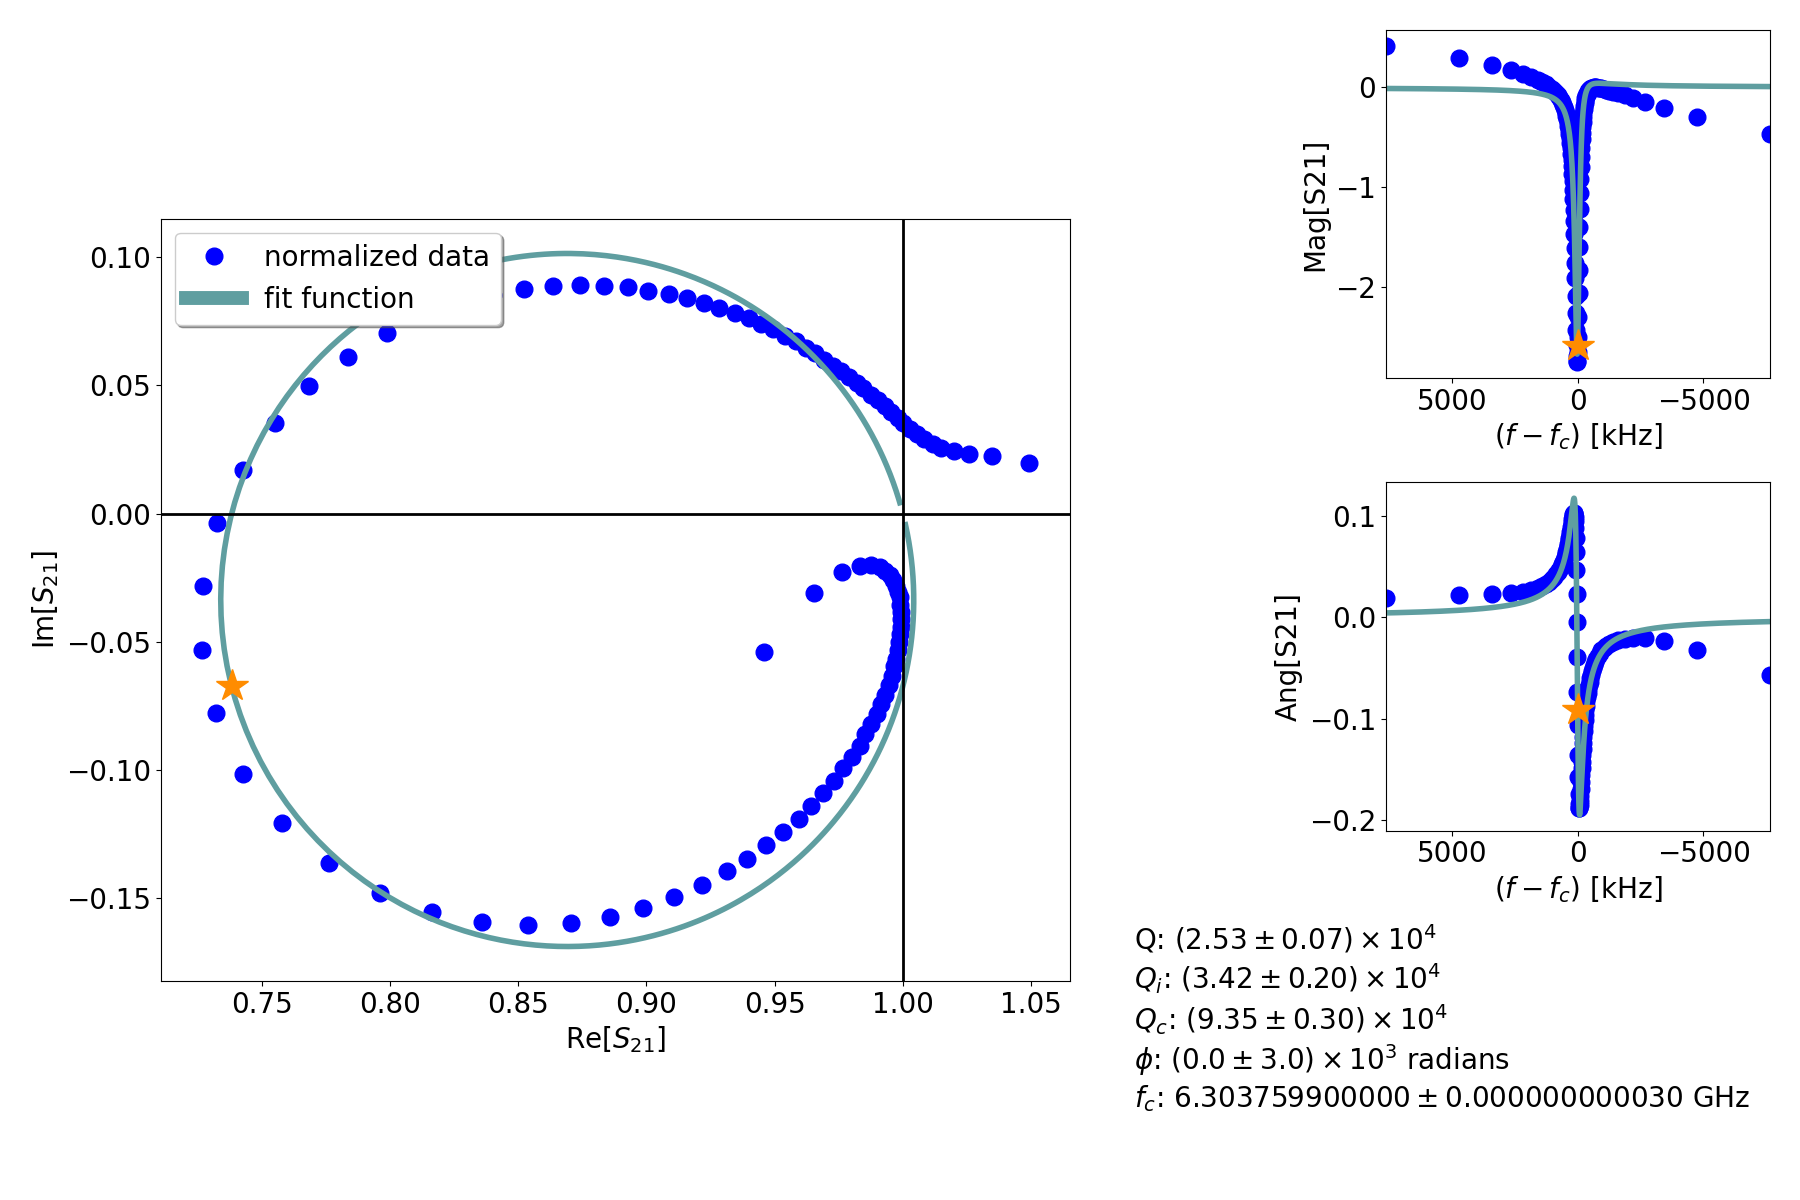 normalized data
fit function
0.10
0.05
0.00
−0.05
−0.10
−0.15
Im[S21]
0.75 0.80 0.85 0.90 0.95 1.00 1.05
Re[S21]
0
−1
−2
Mag[S21]
5000 0 −5000
(f − fc) [kHz]
0.1
0.0
−0.1
−0.2
Ang[S21]
5000 0 −5000
(f − fc) [kHz]
Q: (2.53 ± 0.07) × 10^4
Qi: (3.42 ± 0.20) × 10^4
Qc: (9.35 ± 0.30) × 10^4
ϕ: (0.0 ± 3.0) × 10^3 radians
fc: 6.303759900000 ± 0.000000000030 GHz